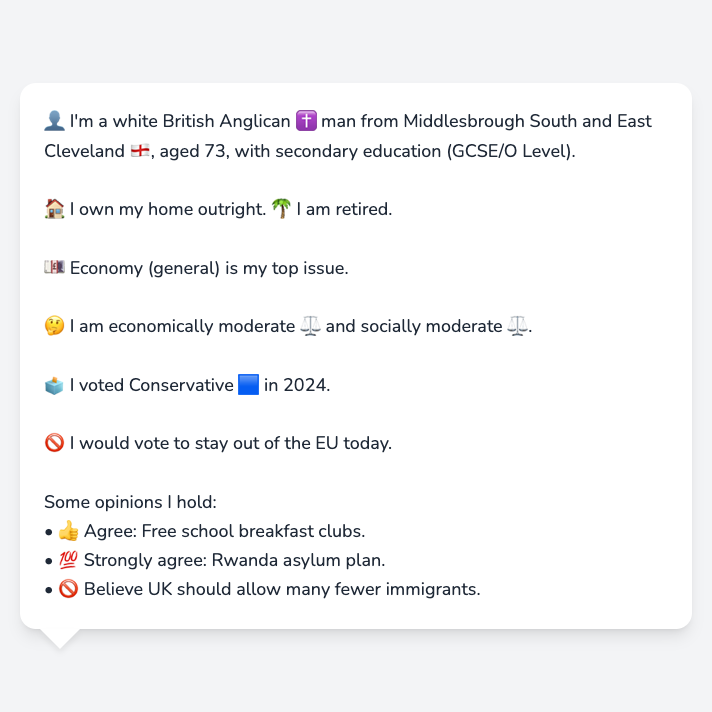 👤 I'm a white British Anglican ✝️ man from Middlesbrough South and East
Cleveland 🏴󠁧󠁢󠁥󠁮󠁧󠁿, aged 73, with secondary education (GCSE/O Level).
🏠 I own my home outright. 🌴 I am retired.
💷 Economy (general) is my top issue.
🤔 I am economically moderate ⚖️ and socially moderate ⚖️.
🗳️ I voted Conservative 🟦 in 2024.
🚫 I would vote to stay out of the EU today.
Some opinions I hold:
• 👍 Agree: Free school breakfast clubs.
• 💯 Strongly agree: Rwanda asylum plan.
• 🚫 Believe UK should allow many fewer immigrants.